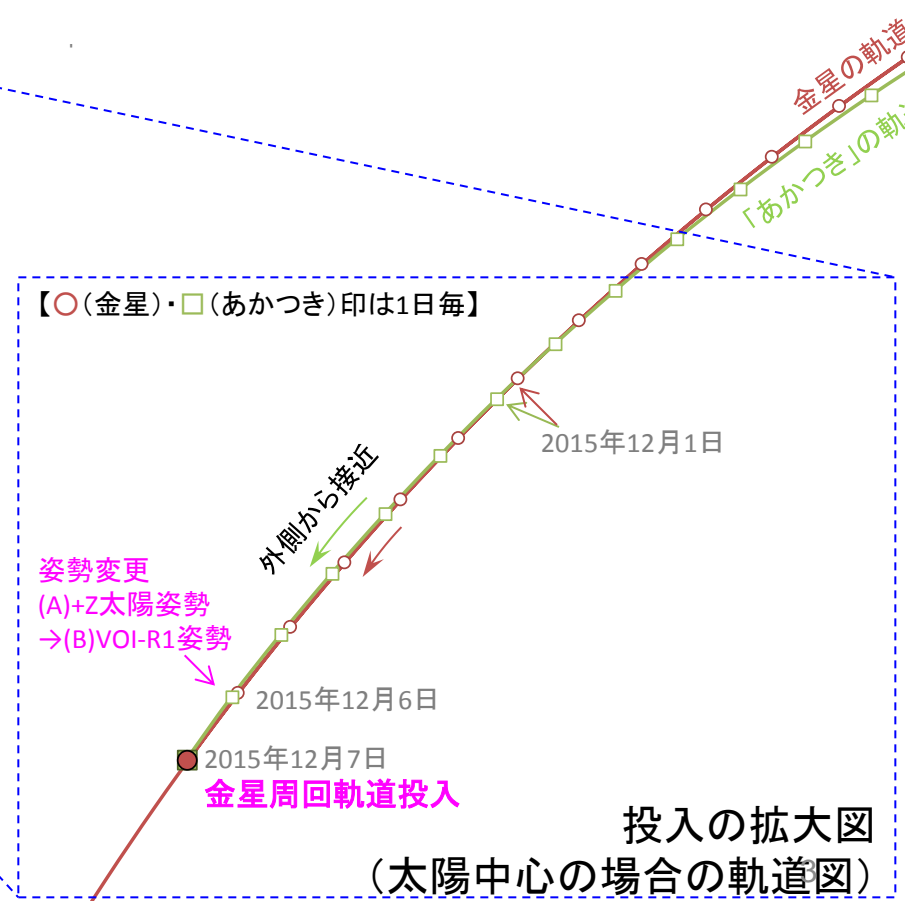 金星の軌道
「あかつき」の軌道
【○(金星)・□(あかつき)印は1日毎】
2015年12月1日
外側から接近
姿勢変更
(A)+Z太陽姿勢
→(B)VOI-R1姿勢
2015年12月6日
2015年12月7日
金星周回軌道投入
投入の拡大図
(太陽中心の場合の軌道図)
3